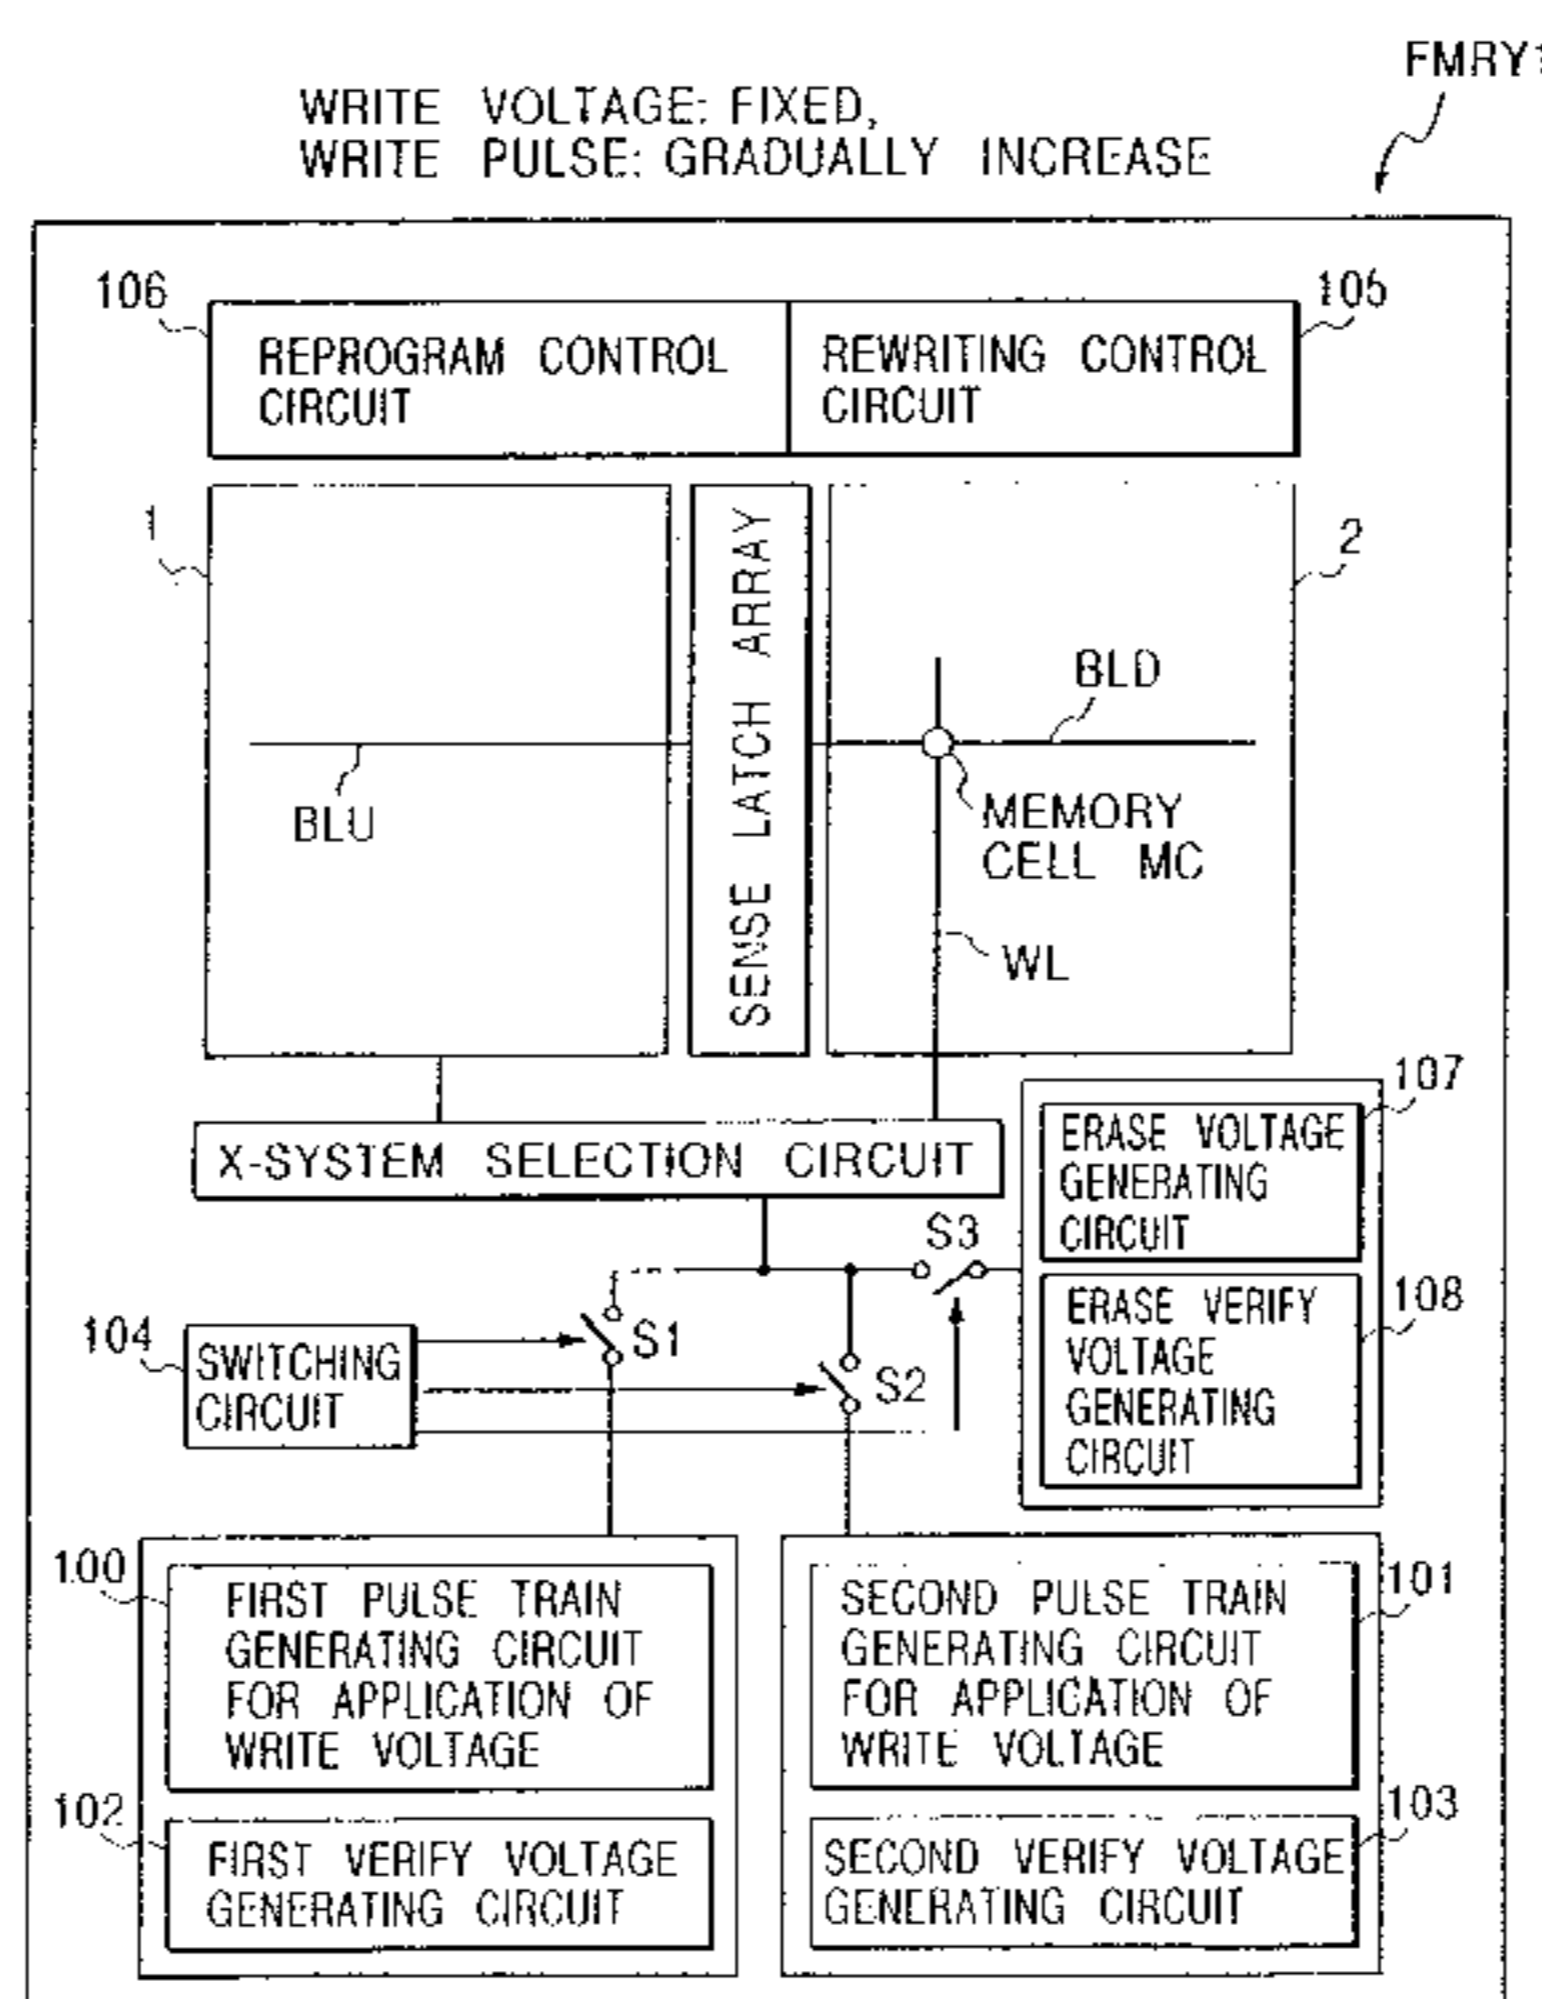 FMRY1
WRITE VOLTAGE: FIXED,
WRITE PULSE: GRADUALLY INCREASE
106
105
REPROGRAM CONTROL
CIRCUIT
REWRITING CONTROL
CIRCUIT
1
2
SENSE LATCH ARRAY
BLD
BLU
MEMORY
CELL MC
WL
107
X-SYSTEM SELECTION CIRCUIT
ERASE VOLTAGE
GENERATING
CIRCUIT
S3
108
104
SWITCHING
CIRCUIT
S1
S2
ERASE VERIFY
VOLTAGE
GENERATING
CIRCUIT
100
FIRST PULSE TRAIN
GENERATING CIRCUIT
FOR APPLICATION OF
WRITE VOLTAGE
101
SECOND PULSE TRAIN
GENERATING CIRCUIT
FOR APPLICATION OF
WRITE VOLTAGE
102
FIRST VERIFY VOLTAGE
GENERATING CIRCUIT
103
SECOND VERIFY VOLTAGE
GENERATING CIRCUIT